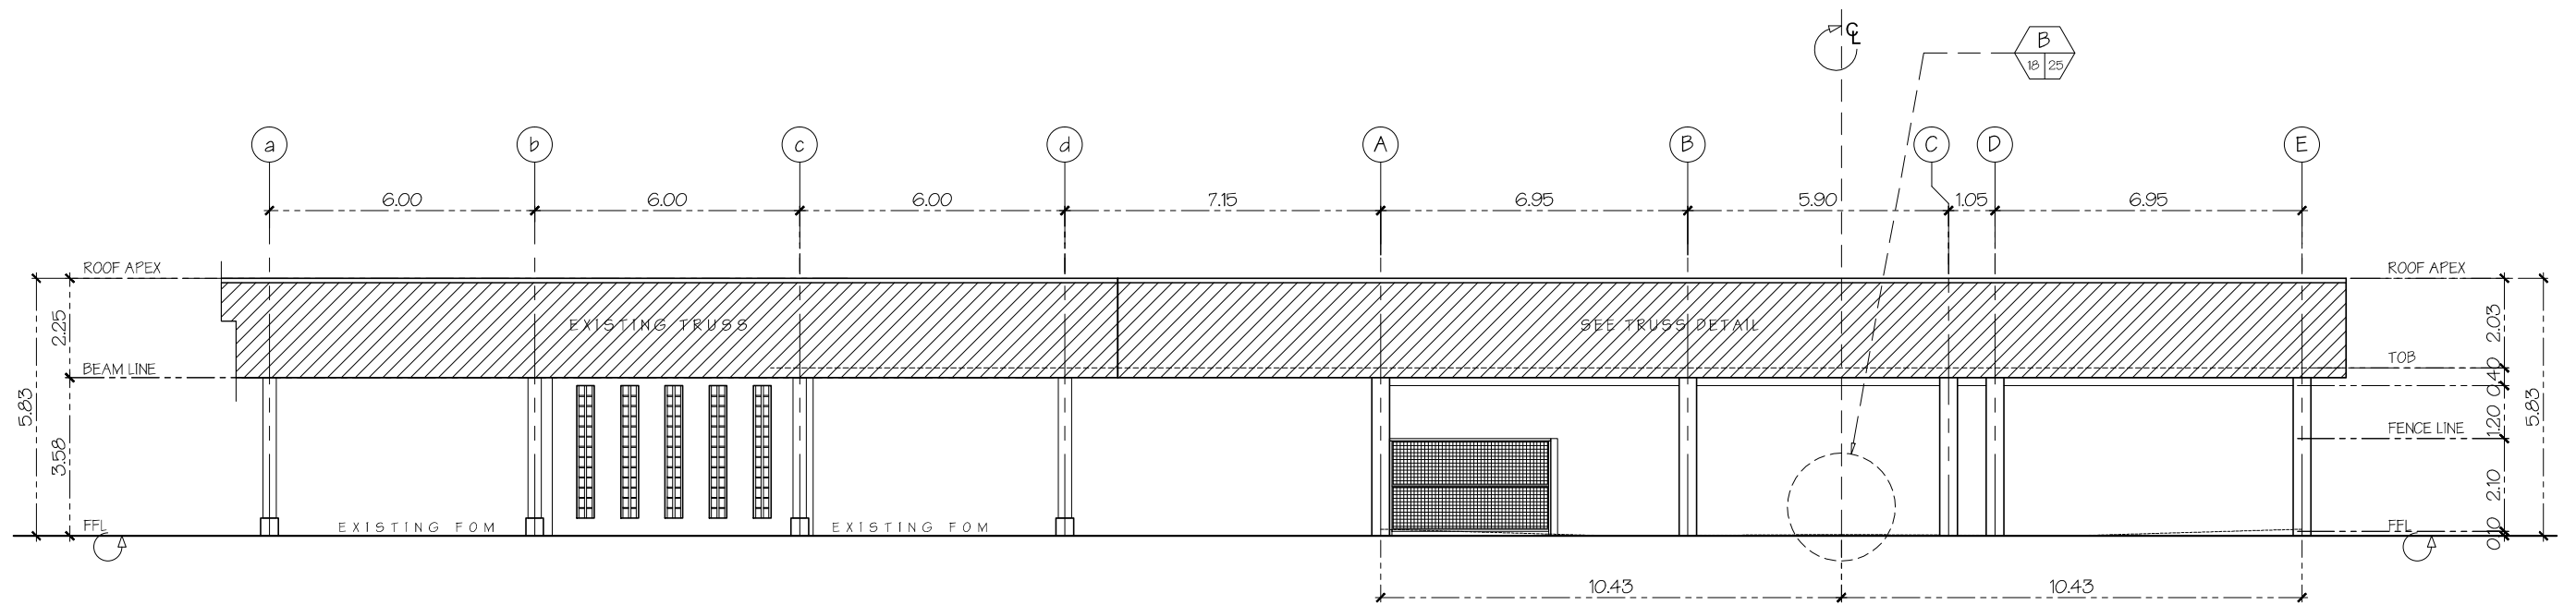 ℄
B
18 25
a b c d A B C D E
6.00 6.00 6.00 7.15 6.95 5.90 1.05 6.95
ROOF APEX
ROOF APEX
2.25
2.03
EXISTING TRUSS
SEE TRUSS DETAIL
TOB
BEAM LINE
0.40
5.83
5.83
1.20
FENCE LINE
3.58
2.10
FFL
EXISTING FOM
EXISTING FOM
FFL
0.10
10.43 10.43